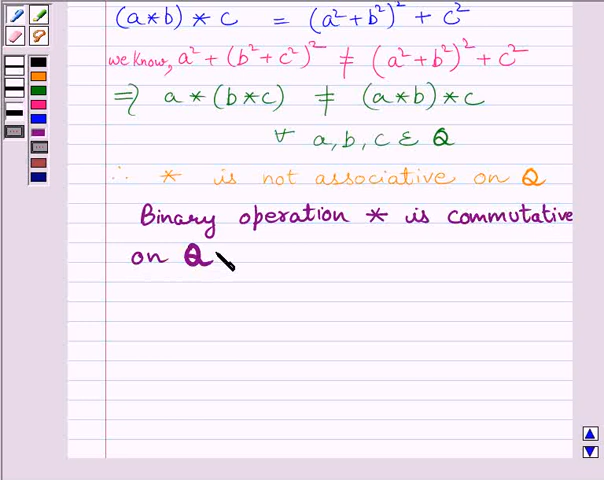 (a*b) * c = (a²+b²)² + c²
we know, a² + (b²+c²)² ≠ (a²+b²)² + c²
⇒ a * (b*c) ≠ (a*b) * c
∀ a, b, c ε Q
∴ * is not associative on Q
Binary operation * is commutative
on Q